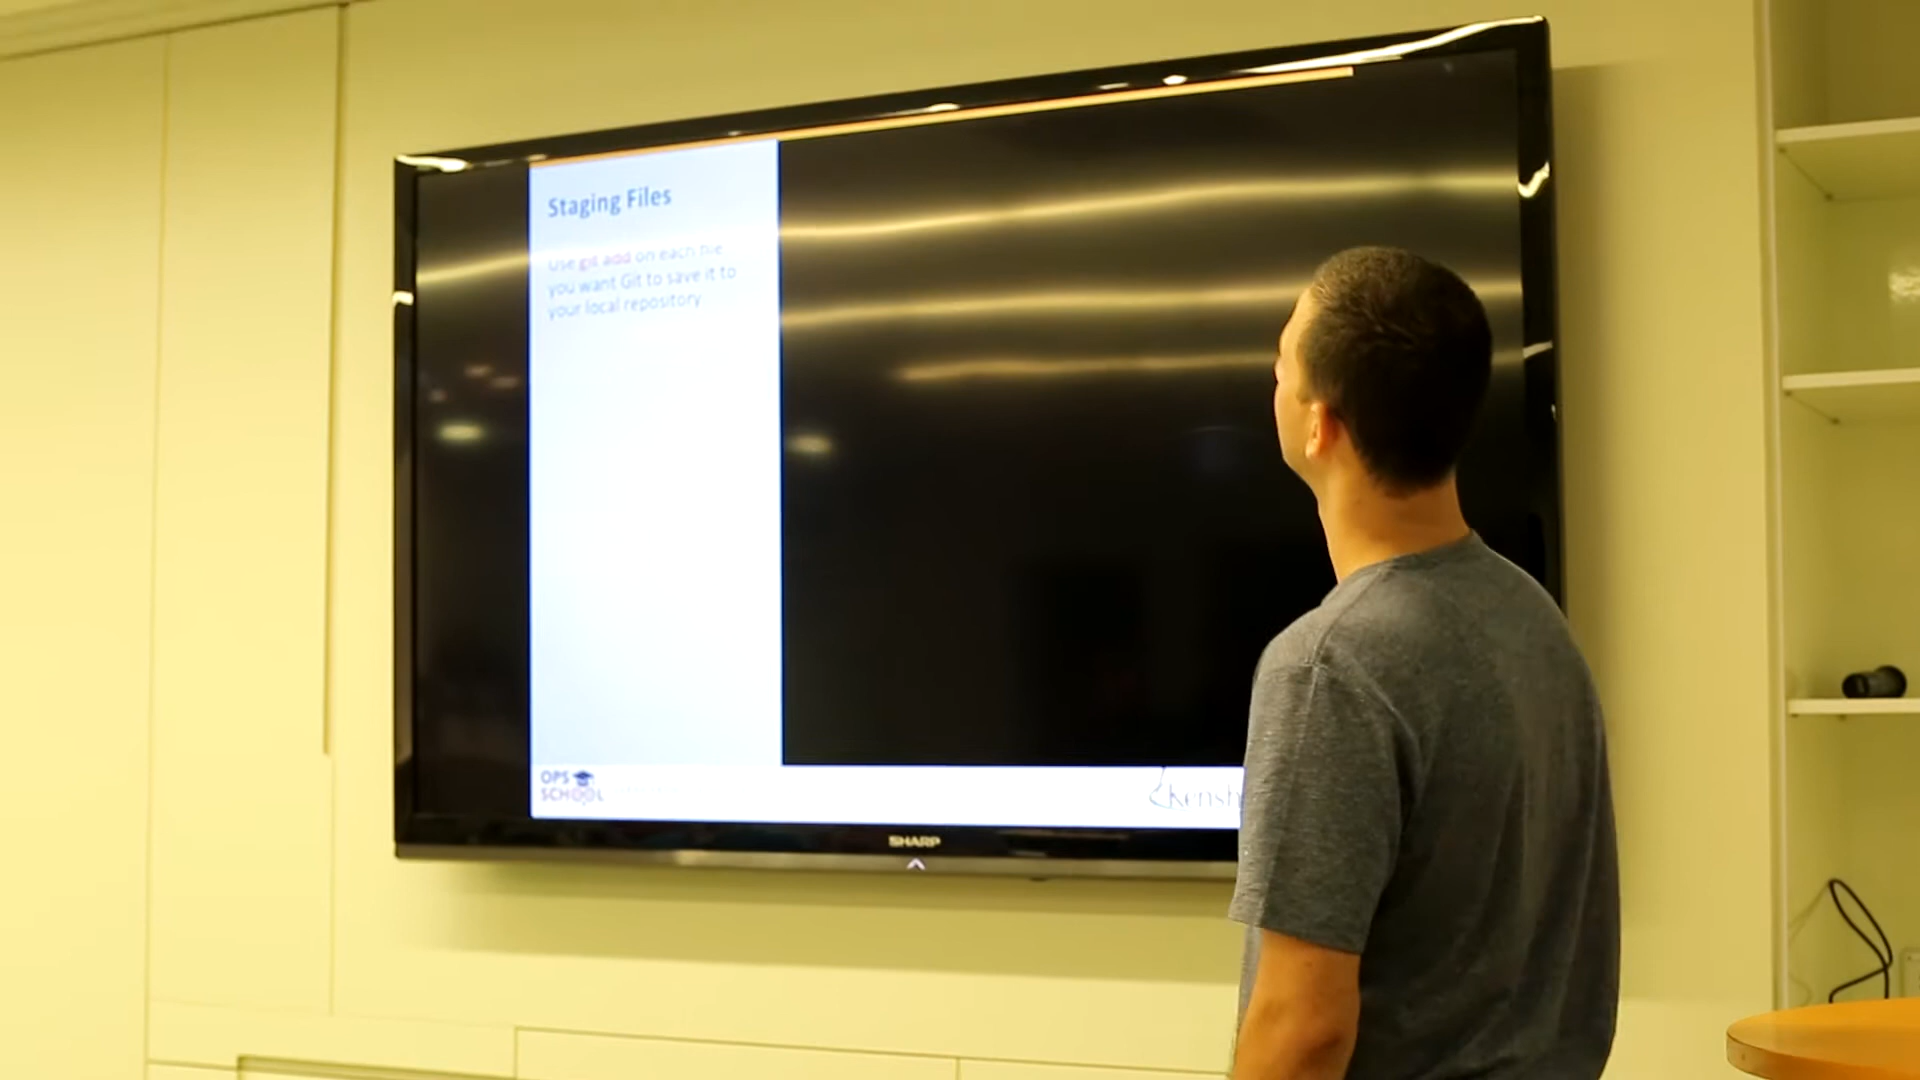 Staging Files
Use git add on each file
you want Git to save it to
your local repository
OPS
SCHOOL
Kensh
SHARP